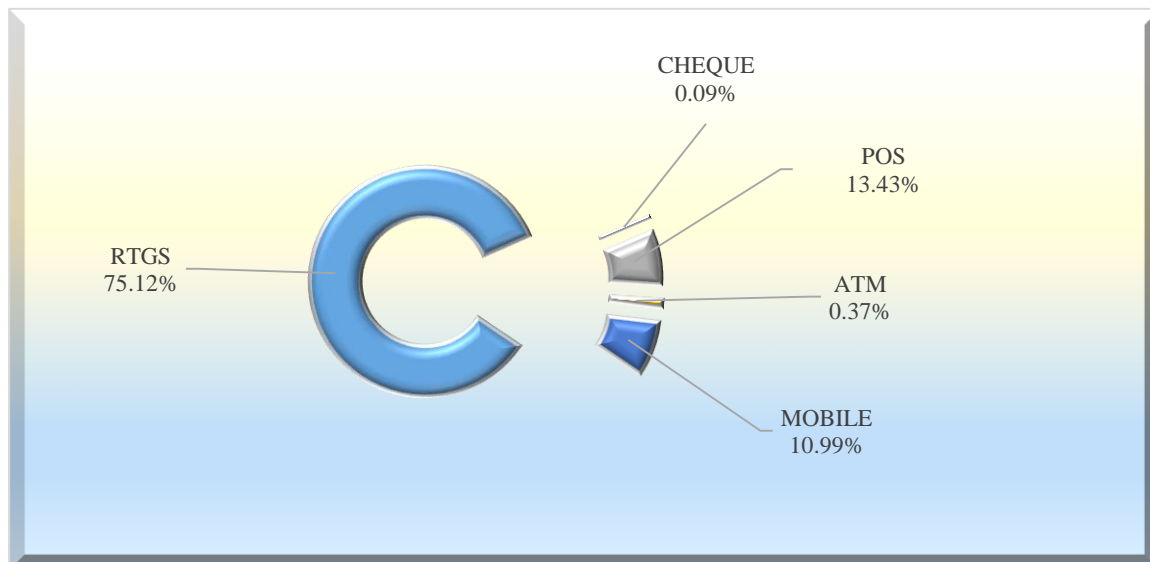 CHEQUE
0.09%
POS
13.43%
RTGS
75.12%
ATM
0.37%
MOBILE
10.99%